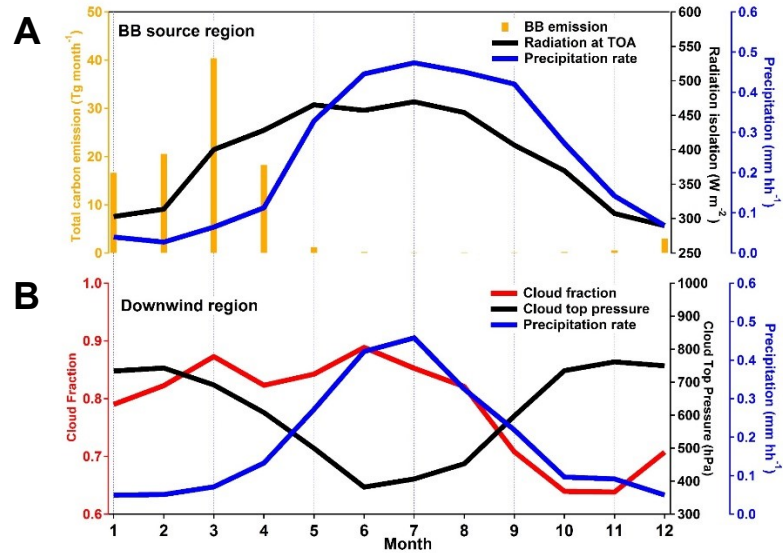 A
BB source region
BB emission
Radiation at TOA
Precipitation rate
Total carbon emission (Tg month-1)
50
40
30
20
10
0
600
550
500
450
400
350
300
250
Radiation isolation (W m-2)
0.6
0.5
0.4
0.3
0.2
0.1
0.0
Precipitation (mm hh-1)
B
Downwind region
Cloud fraction
Cloud top pressure
Precipitation rate
Cloud Fraction
1.0
0.9
0.8
0.7
0.6
1000
900
800
700
600
500
400
300
Cloud Top Pressure (hPa)
0.6
0.5
0.4
0.3
0.2
0.1
0.0
Precipitation (mm hh-1)
1 2 3 4 5 6 7 8 9 10 11 12
Month